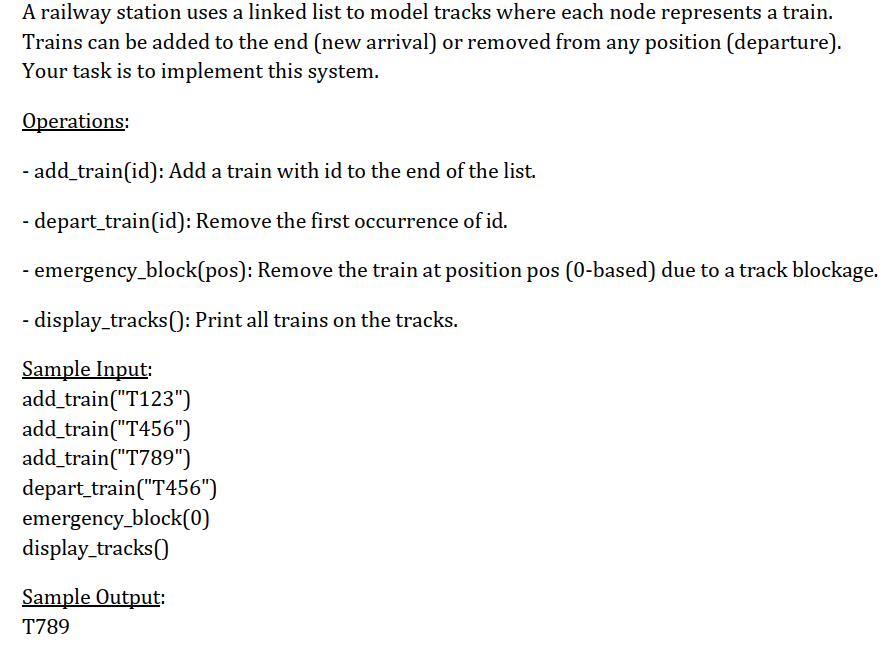 A railway station uses a linked list to model tracks where each node represents a train.
Trains can be added to the end (new arrival) or removed from any position (departure).
Your task is to implement this system.
Operations:
- add_train(id): Add a train with id to the end of the list.
- depart_train(id): Remove the first occurrence of id.
- emergency_block(pos): Remove the train at position pos (0-based) due to a track blockage.
- display_tracks(): Print all trains on the tracks.
Sample Input:
add_train("T123")
add_train("T456")
add_train("T789")
depart_train("T456")
emergency_block(0)
display_tracks()
Sample Output:
T789